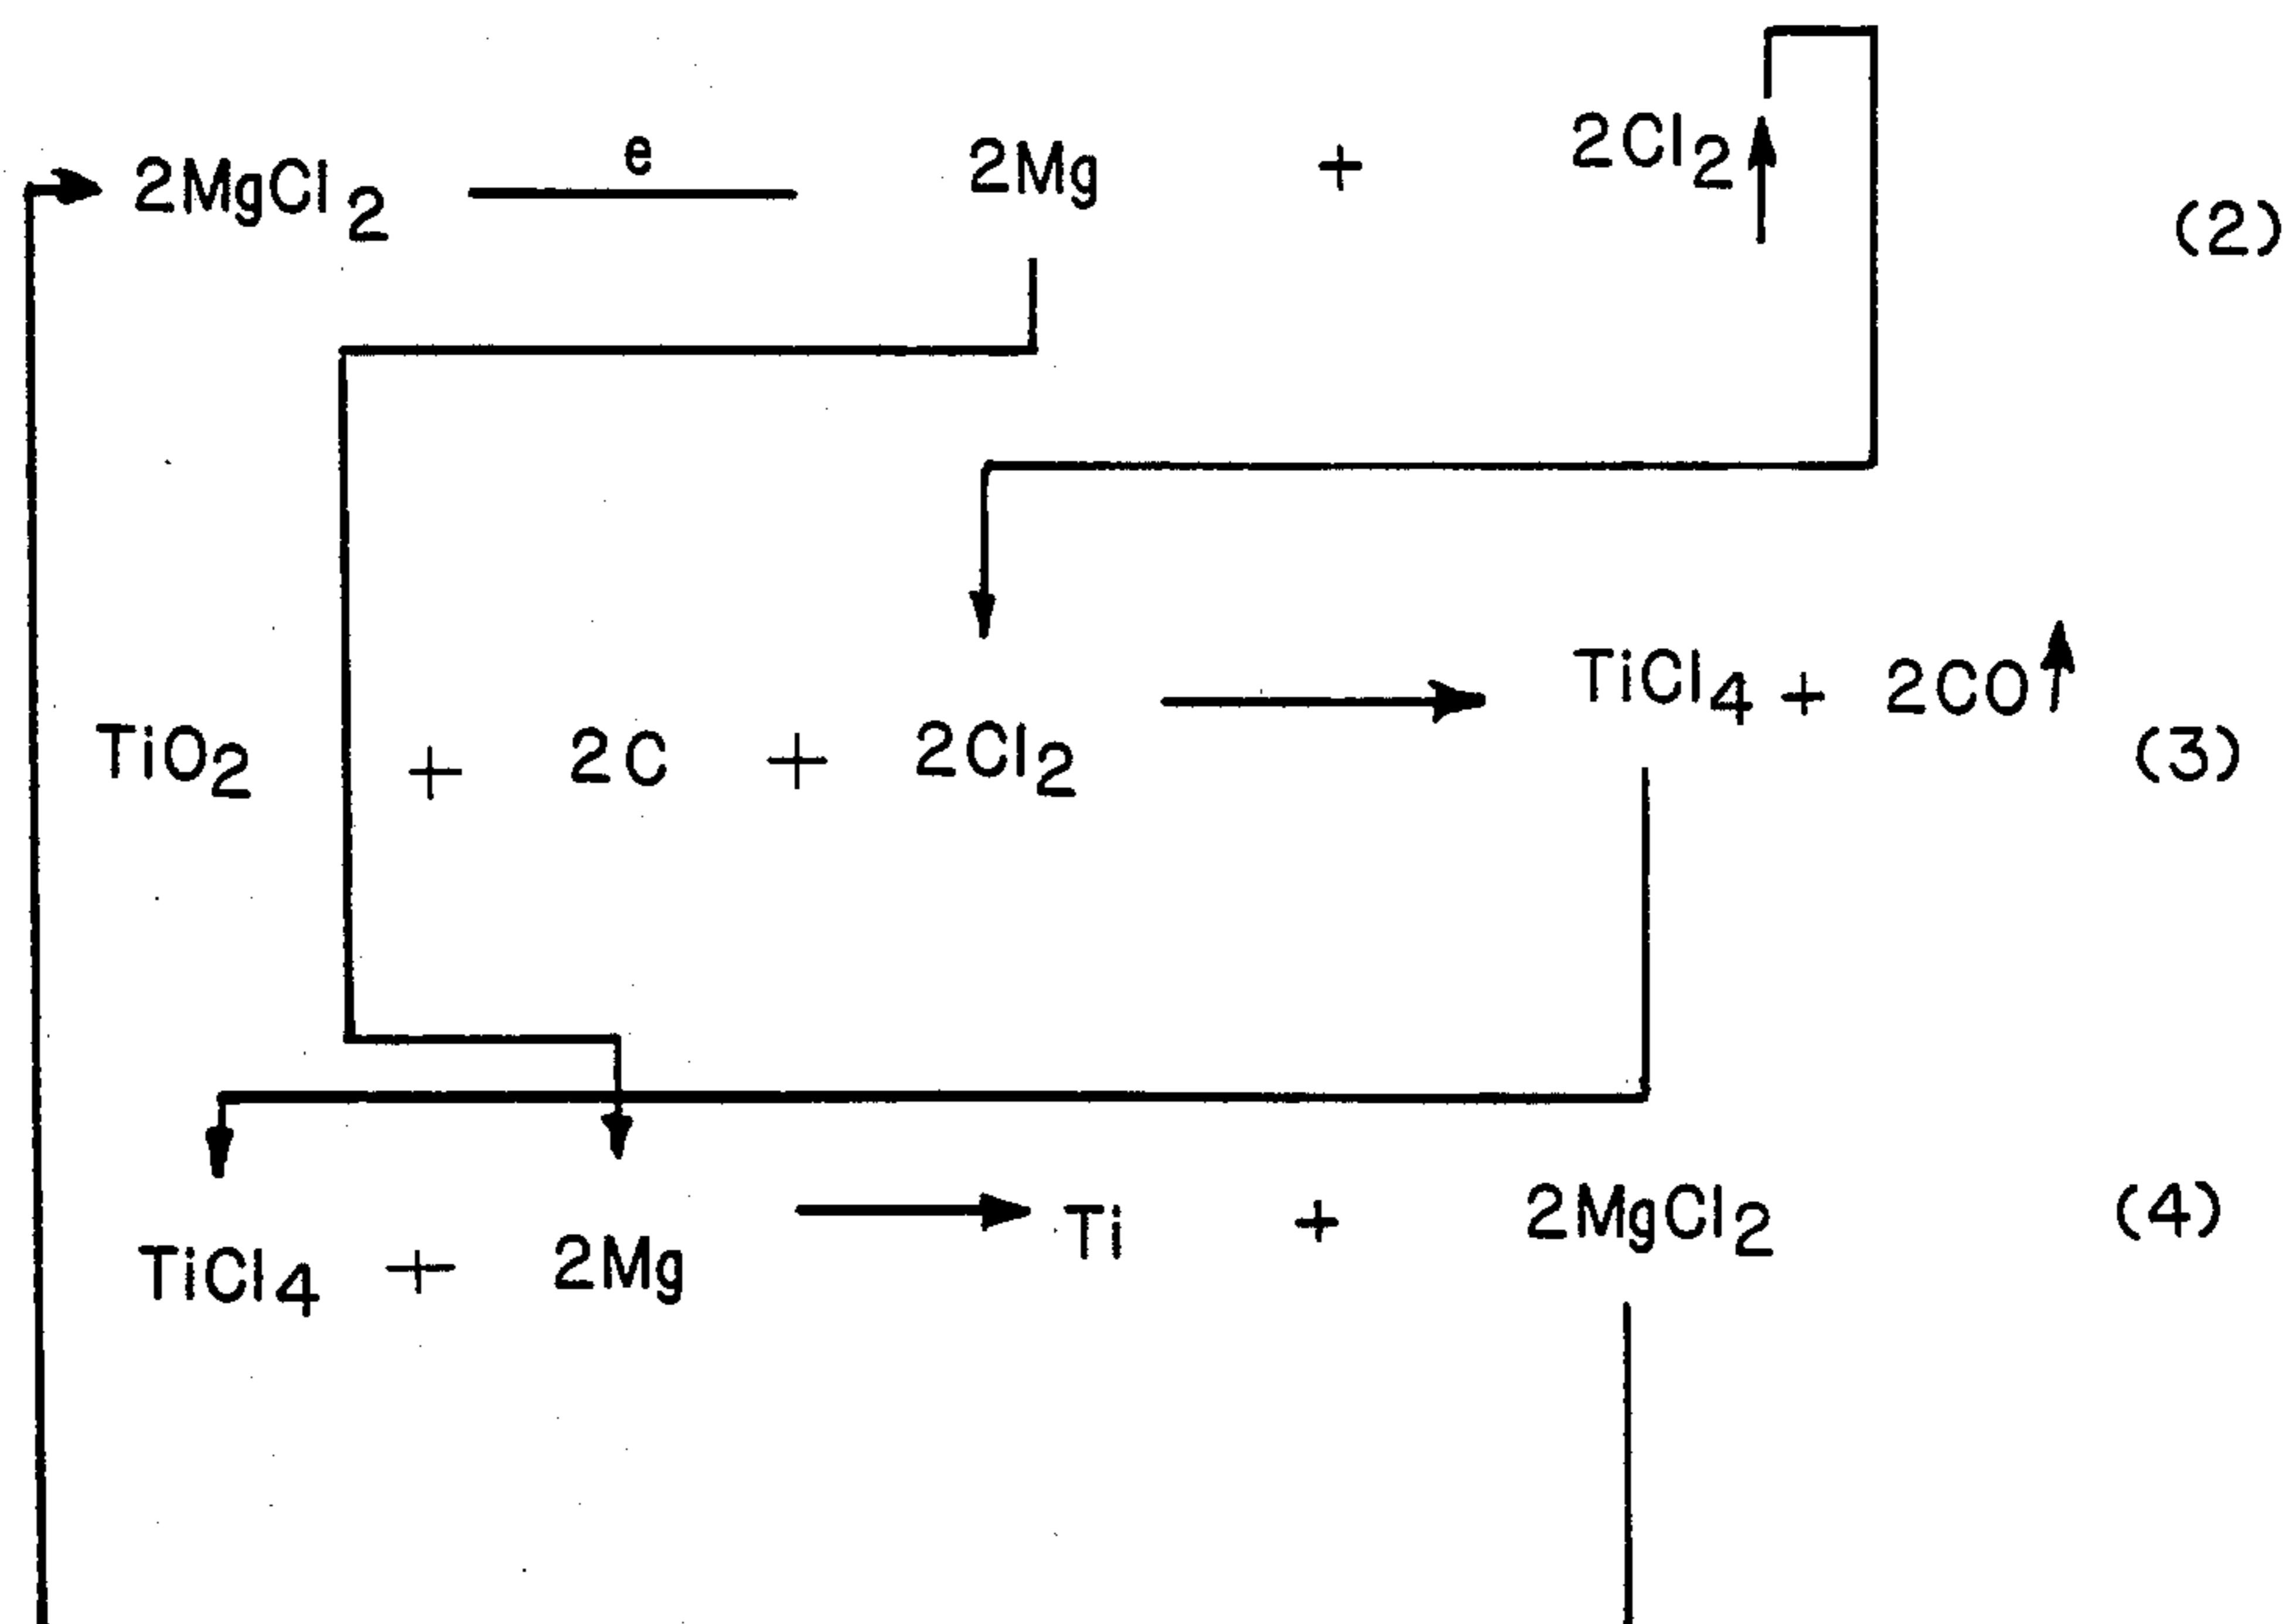 e
2MgCl2 2Mg + 2Cl2↑ (2)
TiO2 + 2C + 2Cl2 → TiCl4 + 2CO↑ (3)
TiCl4 + 2Mg → Ti + 2MgCl2 (4)